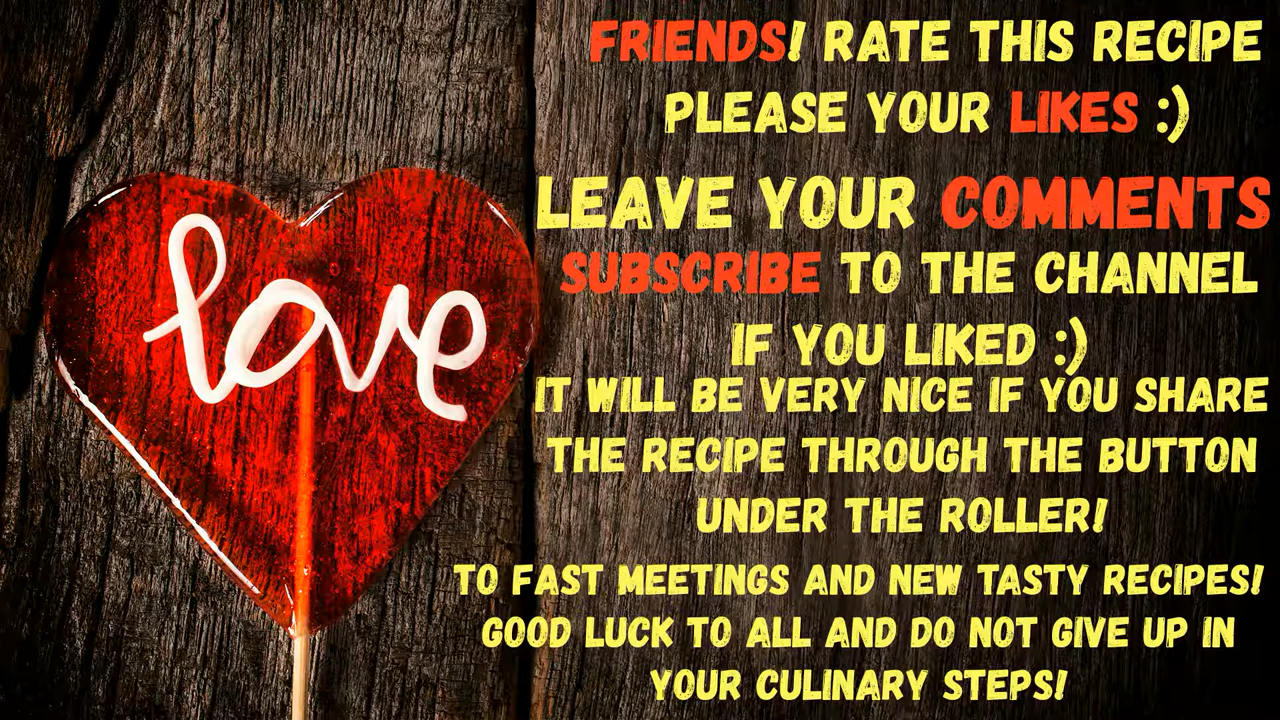 love
FRIENDS! RATE THIS RECIPE
PLEASE YOUR LIKES :)
LEAVE YOUR COMMENTS
SUBSCRIBE TO THE CHANNEL
IF YOU LIKED :)
IT WILL BE VERY NICE IF YOU SHARE
THE RECIPE THROUGH THE BUTTON
UNDER THE ROLLER!
TO FAST MEETINGS AND NEW TASTY RECIPES!
GOOD LUCK TO ALL AND DO NOT GIVE UP IN
YOUR CULINARY STEPS!